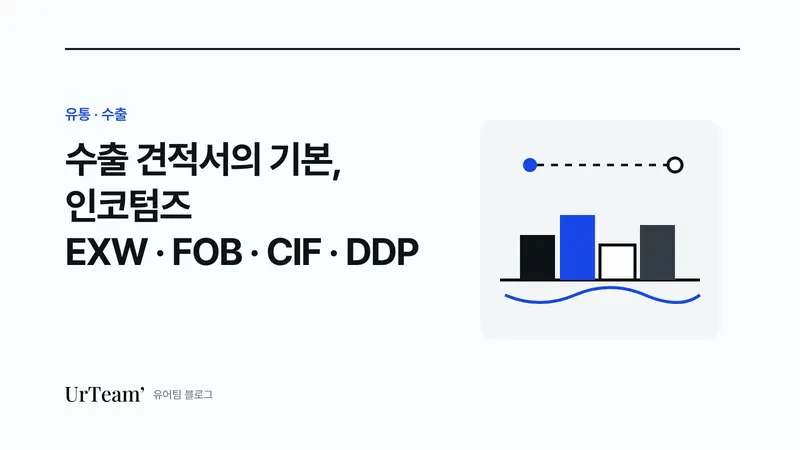 유통 · 수출
수출 견적서의 기본,
인코텀즈
EXW · FOB · CIF · DDP
UrTeam’ 유어팀 블로그